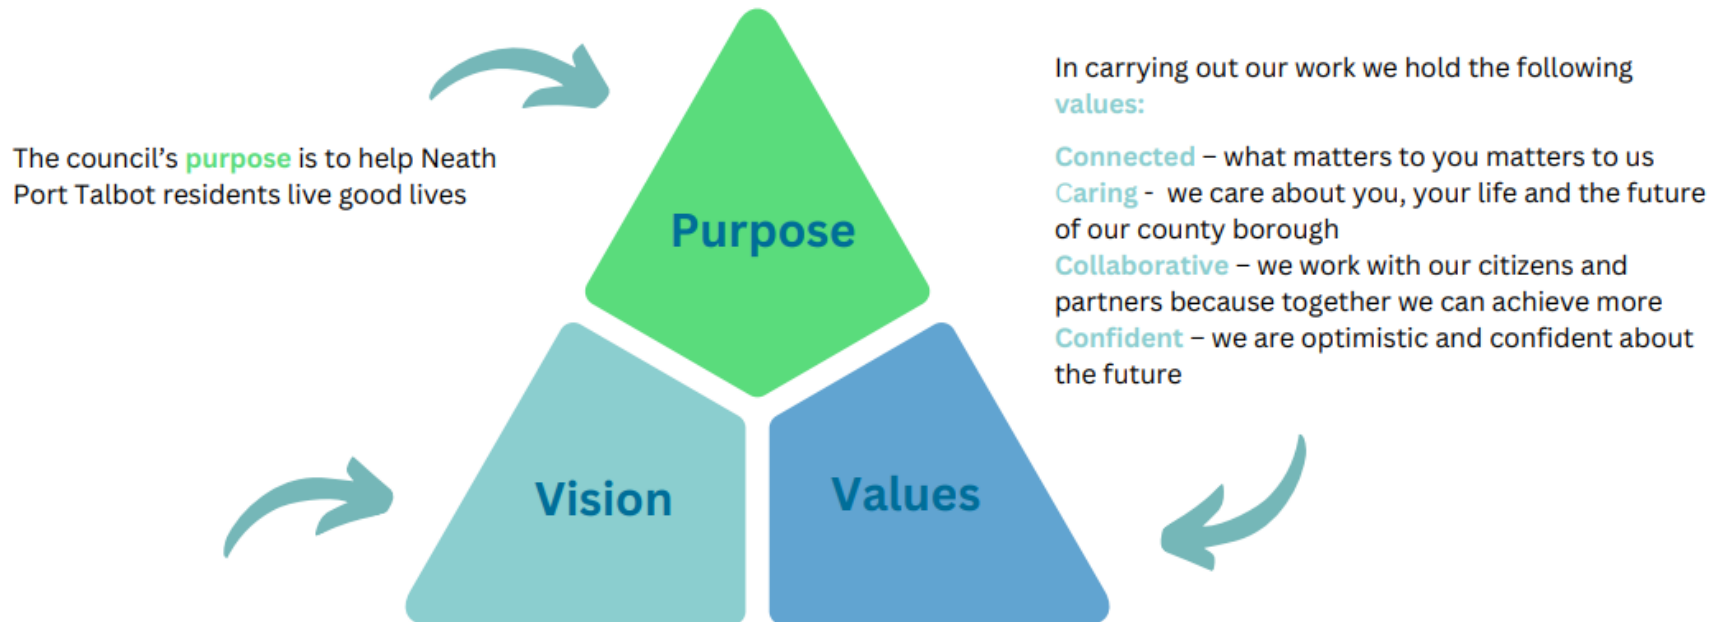 The council’s purpose is to help Neath
Port Talbot residents live good lives
Purpose
Vision
Values
In carrying out our work we hold the following
values:
Connected – what matters to you matters to us
Caring -  we care about you, your life and the future
of our county borough
Collaborative – we work with our citizens and
partners because together we can achieve more
Confident – we are optimistic and confident about
the future